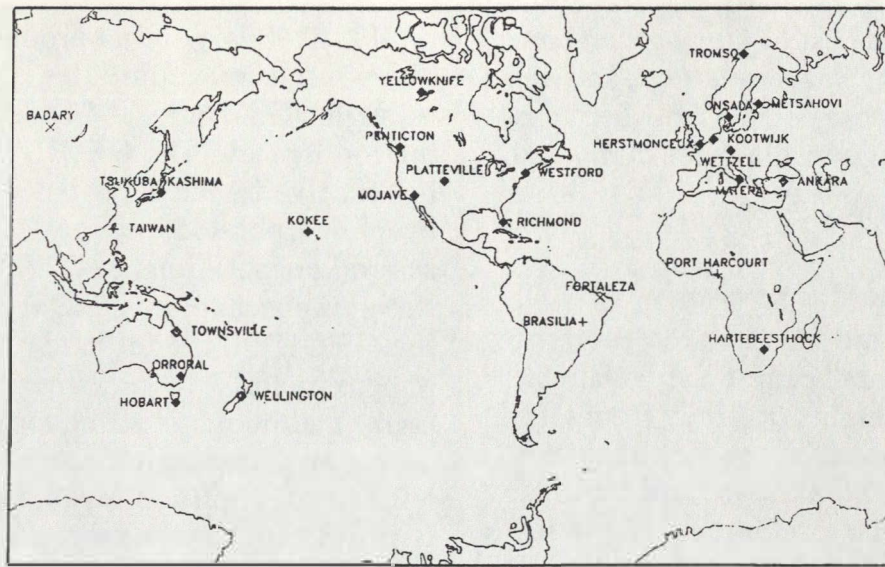 TROMSO
YELLOWKNIFE
BADARY
ONSADA METSAHOVI
PENTICTON
HERSTMONCEUX
KOOTWIJK
WETTZELL
TSUKUBA KASHIMA
PLATTEVILLE
WESTFORD
MATERA
ANKARA
MOJAVE
TAIWAN
KOKEE
RICHMOND
PORT HARCOURT
FORTALEZA
BRASILIA
TOWNSVILLE
HARTEBEESTHOCK
ORRORAL
HOBART
WELLINGTON